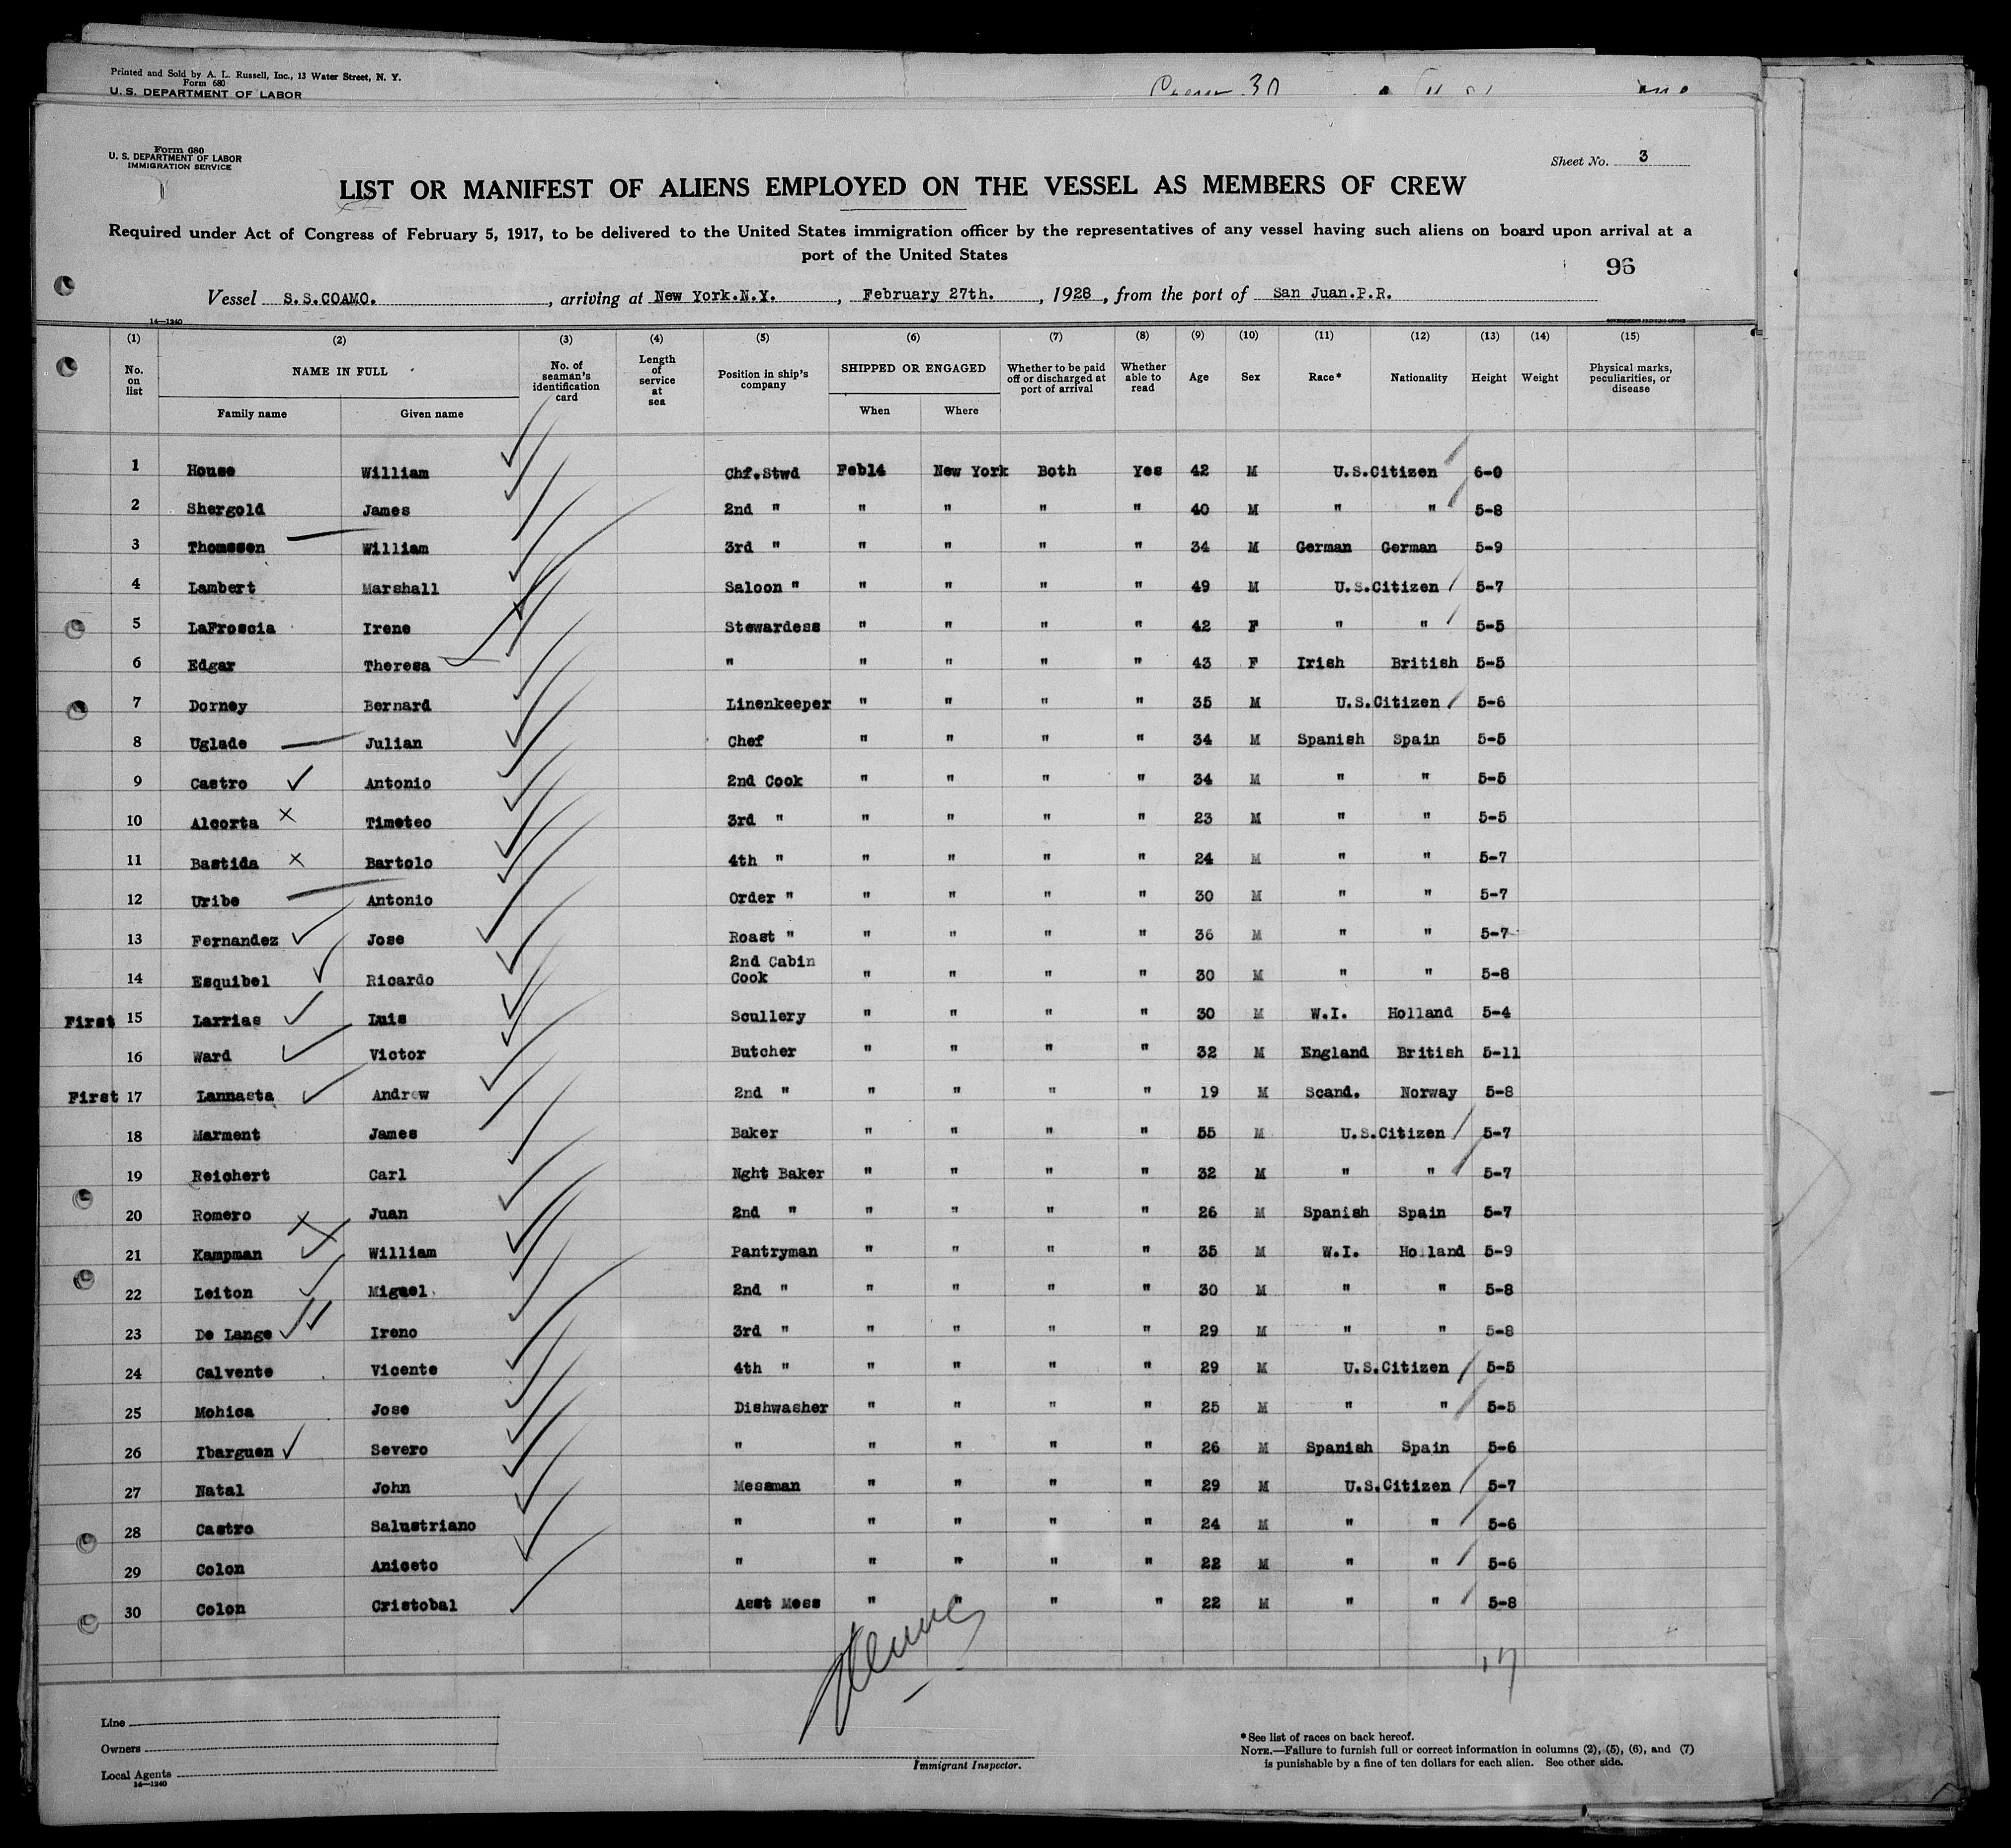 Printed and Sold by A. L. Russell, Inc., 13 Water Street, N. Y.
Form 680
U. S. DEPARTMENT OF LABOR
Form 680
U. S. DEPARTMENT OF LABOR
IMMIGRATION SERVICE
Sheet No. 3
LIST OR MANIFEST OF ALIENS EMPLOYED ON THE VESSEL AS MEMBERS OF CREW
Required under Act of Congress of February 5, 1917, to be delivered to the United States immigration officer by the representatives of any vessel having such aliens on board upon arrival at a
port of the United States
96
Vessel S.S.COAMO. , arriving at New York.N.Y. , February 27th. , 1928 , from the port of San Juan.P.R.
14—1240
(1) (2) (3) (4) (5) (6) (7) (8) (9) (10) (11) (12) (13) (14) (15)
No. on list NAME IN FULL No. of seaman's identification card Length of service at sea Position in ship's company SHIPPED OR ENGAGED Whether to be paid off or discharged at port of arrival Whether able to read Age Sex Race* Nationality Height Weight Physical marks, peculiarities, or disease
Family name Given name When Where
1 House William Chf.Stwd Feb14 New York Both Yes 42 M U.S.Citizen 6-0
2 Shergold James 2nd " " " " " 40 M " " 5-8
3 Thomssen William 3rd " " " " " 34 M German German 5-9
4 Lambert Marshall Saloon " " " " " 49 M U.S.Citizen 5-7
5 LaFroscia Irene Stewardess " " " " 42 F " " 5-5
6 Edgar Theresa " " " " " 43 F Irish British 5-5
7 Dorney Bernard Linenkeeper " " " " 35 M U.S.Citizen 5-6
8 Uglade Julian Chef " " " " 34 M Spanish Spain 5-5
9 Castro Antonio 2nd Cook " " " " 34 M " " 5-5
10 Alcorta Timoteo 3rd " " " " " 23 M " " 5-5
11 Bastida Bartolo 4th " " " " " 24 M " " 5-7
12 Uribe Antonio Order " " " " " 30 M " " 5-7
13 Fernandez Jose Roast " " " " " 36 M " " 5-7
14 Esquibel Ricardo 2nd Cabin Cook " " " " 30 M " " 5-8
First 15 Larrias Luis Scullery " " " " 30 M W.I. Holland 5-4
16 Ward Victor Butcher " " " " 32 M England British 5-11
First 17 Lannasta Andrew 2nd " " " " " 19 M Scand. Norway 5-8
18 Marment James Baker " " " " 55 M U.S.Citizen 5-7
19 Reichert Carl Nght Baker " " " " 32 M " " 5-7
20 Romero Juan 2nd " " " " " 26 M Spanish Spain 5-7
21 Kampman William Pantryman " " " " 35 M W.I. Holland 5-9
22 Leiton Miguel 2nd " " " " " 30 M " " 5-8
23 De Lange Ireno 3rd " " " " " 29 M " " 5-8
24 Calvente Vicente 4th " " " " " 29 M U.S.Citizen 5-5
25 Mohica Jose Dishwasher " " " " 25 M " " 5-5
26 Ibarguen Severo " " " " " 26 M Spanish Spain 5-6
27 Natal John Messman " " " " 29 M U.S.Citizen 5-7
28 Castro Salustriano " " " " " 24 M " " 5-6
29 Colon Aniceto " " " " " 22 M " " 5-6
30 Colon Cristobal Asst Mess " " " " 22 M " " 5-8
17
Line
Owners
Local Agents
14—1240
Immigrant Inspector.
*See list of races on back hereof.
NOTE.—Failure to furnish full or correct information in columns (2), (5), (6), and (7)
is punishable by a fine of ten dollars for each alien. See other side.